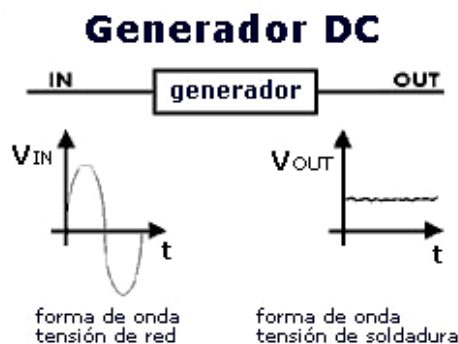 Generador DC
IN generador OUT
VIN VOUT
t t
forma de onda
tensión de red
forma de onda
tensión de soldadura